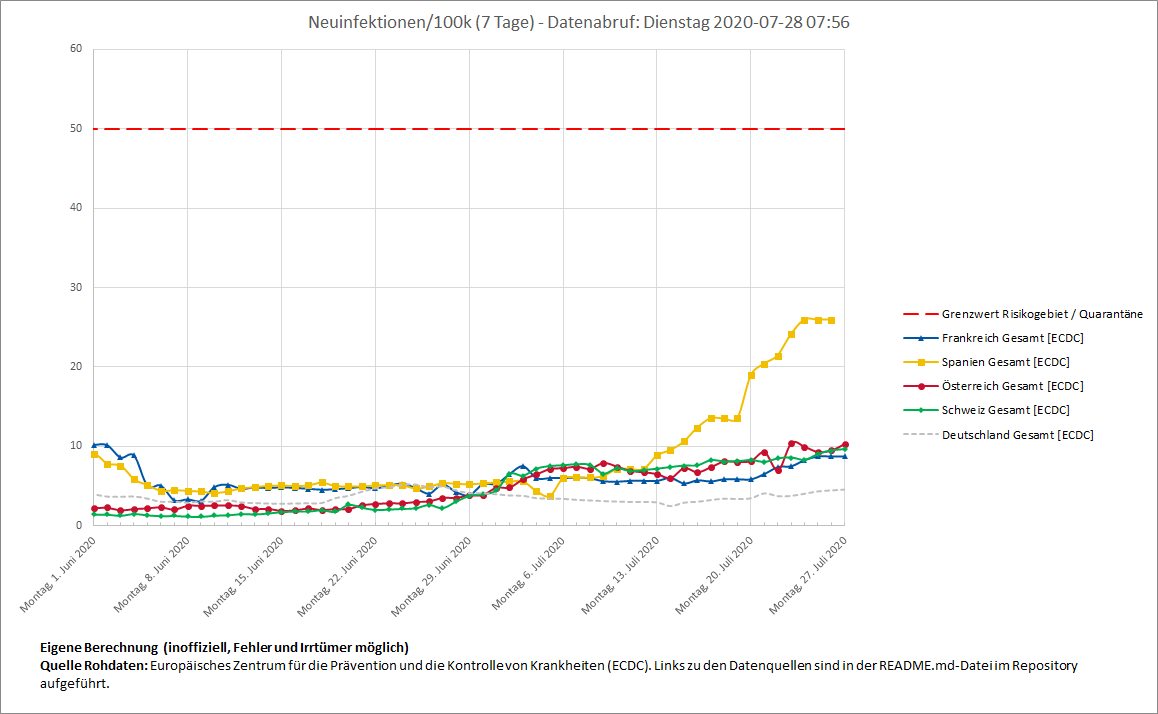 Neuinfektionen/100k (7 Tage) - Datenabruf: Dienstag 2020-07-28 07:56
60
50
40
30
20
10
0
Montag, 1. Juni 2020
Montag, 8. Juni 2020
Montag, 15. Juni 2020
Montag, 22. Juni 2020
Montag, 29. Juni 2020
Montag, 6. Juli 2020
Montag, 13. Juli 2020
Montag, 20. Juli 2020
Montag, 27. Juli 2020
Grenzwert Risikogebiet / Quarantäne
Frankreich Gesamt [ECDC]
Spanien Gesamt [ECDC]
Österreich Gesamt [ECDC]
Schweiz Gesamt [ECDC]
Deutschland Gesamt [ECDC]
Eigene Berechnung (inoffiziell, Fehler und Irrtümer möglich)
Quelle Rohdaten: Europäisches Zentrum für die Prävention und die Kontrolle von Krankheiten (ECDC). Links zu den Datenquellen sind in der README.md-Datei im Repository
aufgeführt.